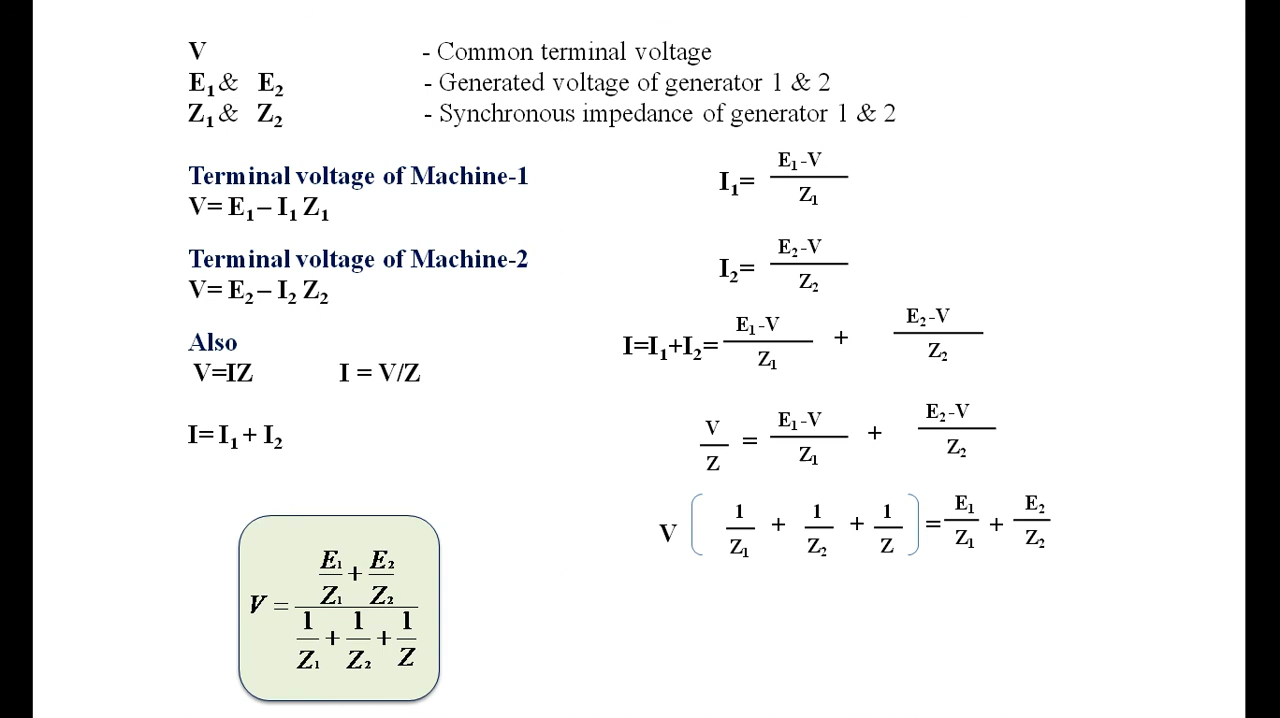 V - Common terminal voltage
E₁ & E₂ - Generated voltage of generator 1 & 2
Z₁ & Z₂ - Synchronous impedance of generator 1 & 2
Terminal voltage of Machine-1
V= E₁ – I₁ Z₁
I₁= E₁-V / Z₁
Terminal voltage of Machine-2
V= E₂ – I₂ Z₂
I₂= E₂-V / Z₂
Also
V=IZ I = V/Z
I=I₁+I₂= E₁-V / Z₁ + E₂-V / Z₂
I= I₁ + I₂
V / Z = E₁-V / Z₁ + E₂-V / Z₂
V ( 1 / Z₁ + 1 / Z₂ + 1 / Z ) = E₁ / Z₁ + E₂ / Z₂
V = (E₁ / Z₁ + E₂ / Z₂) / (1 / Z₁ + 1 / Z₂ + 1 / Z)